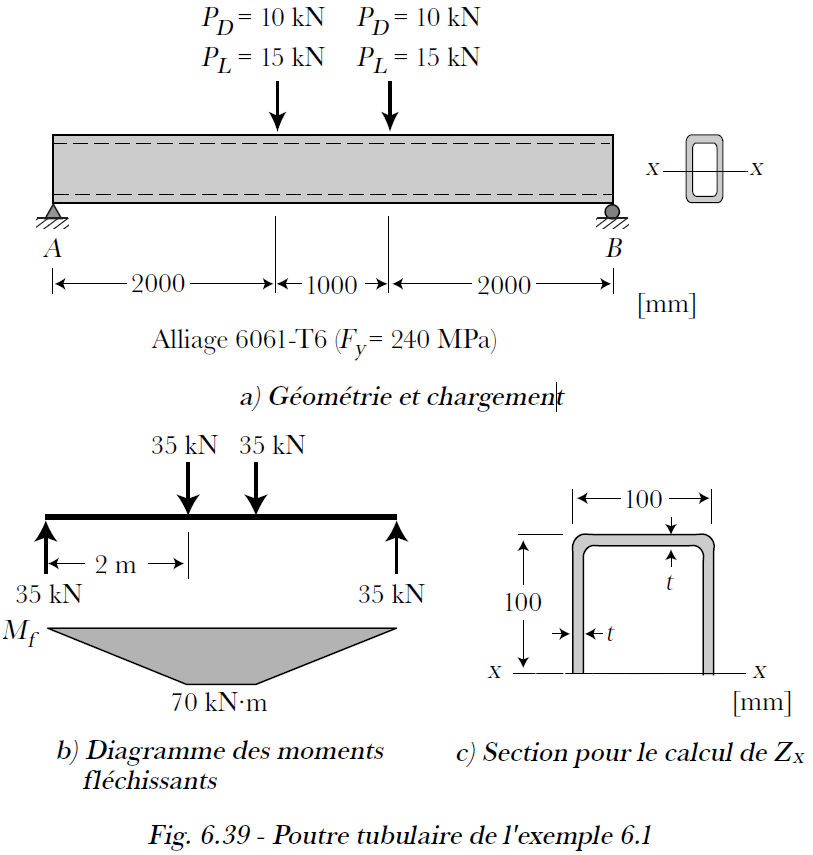 P_D = 10 kN P_D = 10 kN
P_L = 15 kN P_L = 15 kN
x x
A B
2000 1000 2000
[mm]
Alliage 6061-T6 (F_y = 240 MPa)
a) Géométrie et chargement
35 kN 35 kN
2 m
35 kN 35 kN
M_f
70 kN·m
b) Diagramme des moments
fléchissants
100
t
100
t
x x
[mm]
c) Section pour le calcul de Z_x
Fig. 6.39 - Poutre tubulaire de l'exemple 6.1